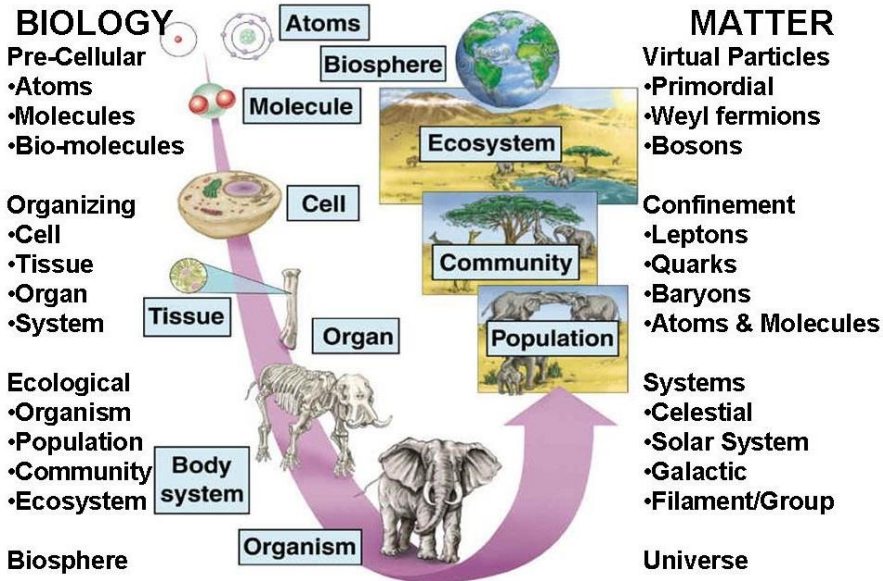 BIOLOGY
Pre-Cellular
•Atoms
•Molecules
•Bio-molecules
Organizing
•Cell
•Tissue
•Organ
•System
Ecological
•Organism
•Population
•Community
•Ecosystem
Biosphere
Atoms
Molecule
Cell
Tissue
Organ
Body
system
Organism
Population
Community
Ecosystem
Biosphere
MATTER
Virtual Particles
•Primordial
•Weyl fermions
•Bosons
Confinement
•Leptons
•Quarks
•Baryons
•Atoms & Molecules
Systems
•Celestial
•Solar System
•Galactic
•Filament/Group
Universe